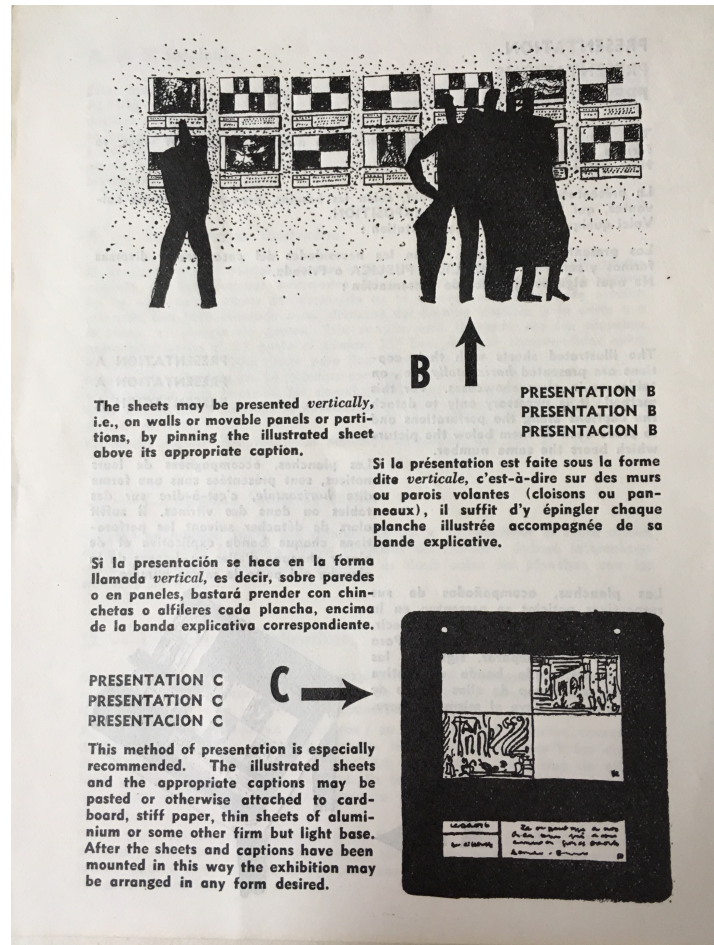 B
PRESENTATION B
PRESENTATION B
PRESENTACION B
The sheets may be presented vertically,
i.e., on walls or movable panels or parti-
tions, by pinning the illustrated sheet
above its appropriate caption.
Si la présentation est faite sous la forme
dite verticale, c'est-à-dire sur des murs
ou parois volantes (cloisons ou pan-
neaux), il suffit d'y épingler chaque
planche illustrée accompagnée de sa
bande explicative.
Si la presentación se hace en la forma
llamada vertical, es decir, sobre paredes
o en paneles, bastará prender con chin-
chetas o alfileres cada plancha, encima
de la banda explicativa correspondiente.
PRESENTATION C
PRESENTATION C
PRESENTACION C
C
This method of presentation is especially
recommended. The illustrated sheets
and the appropriate captions may be
pasted or otherwise attached to card-
board, stiff paper, thin sheets of alumi-
nium or some other firm but light base.
After the sheets and captions have been
mounted in this way the exhibition may
be arranged in any form desired.